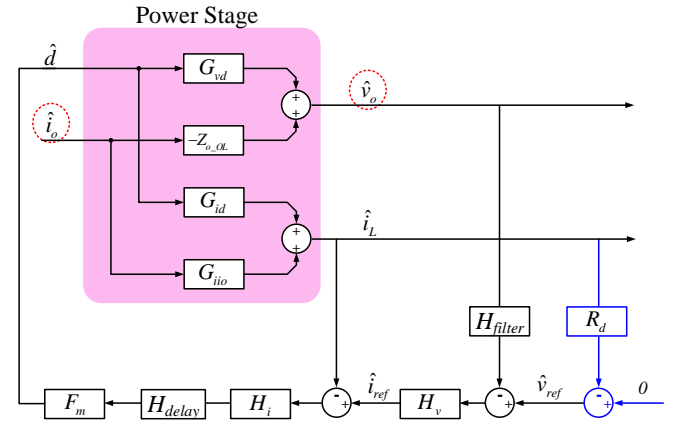 Power Stage
d̂
G_vd
v̂_o
+
+
î_o
−Z_o_OL
G_id
î_L
+
+
G_iio
H_filter
R_d
F_m
H_delay
H_i
-
+
î_ref
H_v
-
+
v̂_ref
-
+
0